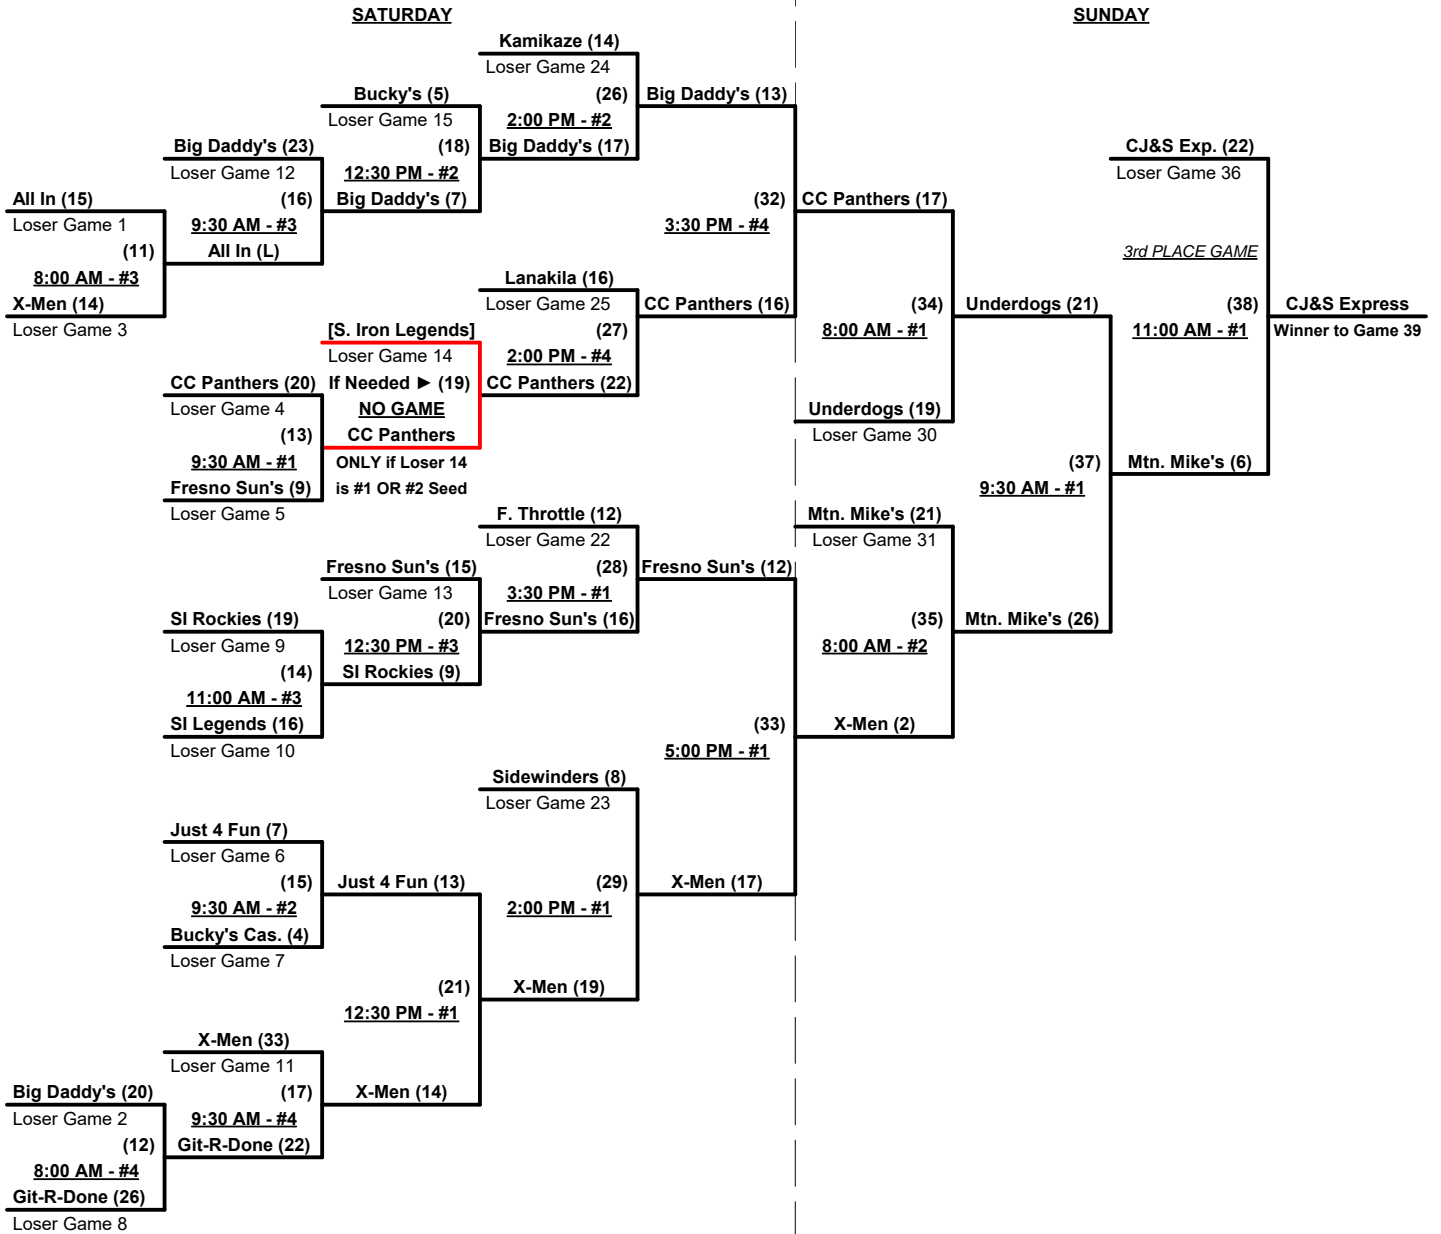 SATURDAY
SUNDAY
Kamikaze (14)
Loser Game 24
Bucky's (5)
(26)
Big Daddy's (13)
Loser Game 15
2:00 PM - #2
Big Daddy's (23)
(18)
Big Daddy's (17)
CJ&S Exp. (22)
Loser Game 12
12:30 PM - #2
Loser Game 36
All In (15)
(16)
Big Daddy's (7)
(32)
CC Panthers (17)
Loser Game 1
9:30 AM - #3
3:30 PM - #4
(11)
All In (L)
3rd PLACE GAME
8:00 AM - #3
Lanakila (16)
X-Men (14)
Loser Game 25
CC Panthers (16)
(34)
Underdogs (21)
(38)
CJ&S Express
Loser Game 3
[S. Iron Legends]
(27)
8:00 AM - #1
11:00 AM - #1
Winner to Game 39
Loser Game 14
2:00 PM - #4
CC Panthers (20)
If Needed ► (19)
CC Panthers (22)
Loser Game 4
NO GAME
Underdogs (19)
(13)
CC Panthers
Loser Game 30
9:30 AM - #1
ONLY if Loser 14
(37)
Mtn. Mike's (6)
Fresno Sun's (9)
is #1 OR #2 Seed
9:30 AM - #1
Loser Game 5
F. Throttle (12)
Mtn. Mike's (21)
Loser Game 22
Loser Game 31
Fresno Sun's (15)
(28)
Fresno Sun's (12)
Loser Game 13
3:30 PM - #1
SI Rockies (19)
(20)
Fresno Sun's (16)
(35)
Mtn. Mike's (26)
Loser Game 9
12:30 PM - #3
8:00 AM - #2
(14)
SI Rockies (9)
11:00 AM - #3
SI Legends (16)
(33)
X-Men (2)
Loser Game 10
5:00 PM - #1
Sidewinders (8)
Loser Game 23
Just 4 Fun (7)
Loser Game 6
(15)
Just 4 Fun (13)
(29)
X-Men (17)
9:30 AM - #2
2:00 PM - #1
Bucky's Cas. (4)
Loser Game 7
(21)
X-Men (19)
12:30 PM - #1
X-Men (33)
Loser Game 11
Big Daddy's (20)
(17)
X-Men (14)
Loser Game 2
9:30 AM - #4
(12)
Git-R-Done (22)
8:00 AM - #4
Git-R-Done (26)
Loser Game 8